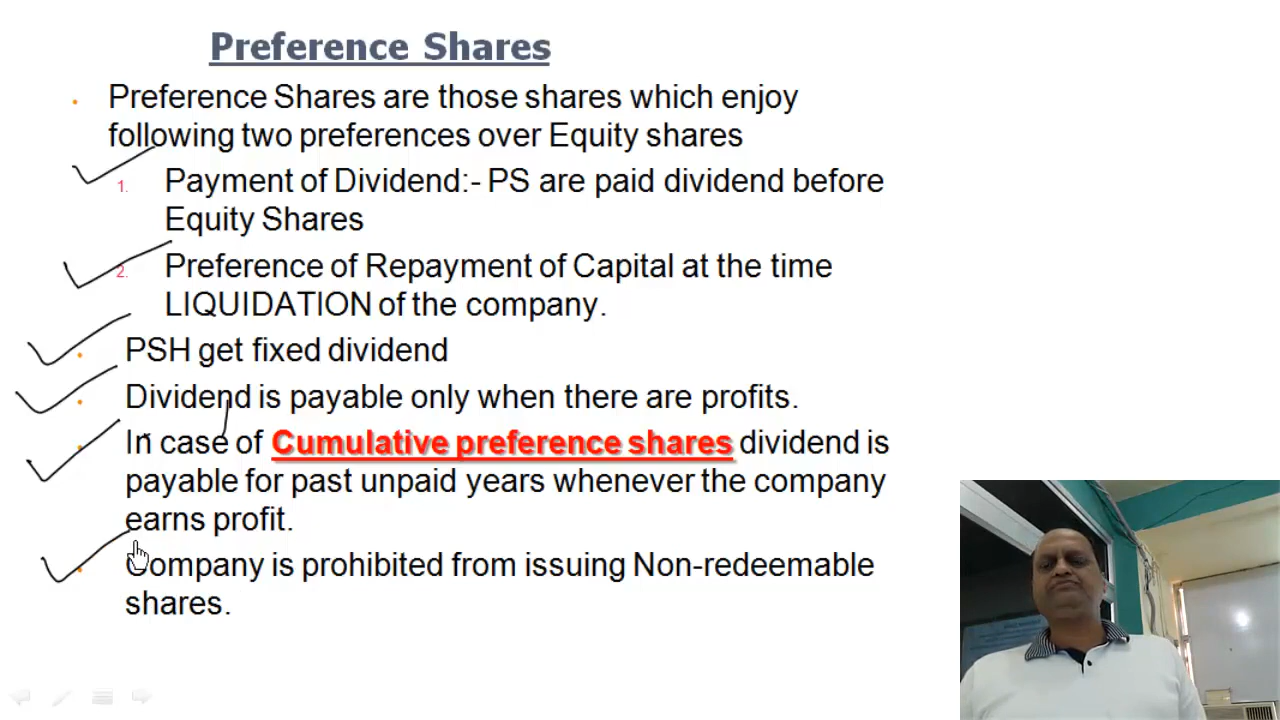 Preference Shares
• Preference Shares are those shares which enjoy
following two preferences over Equity shares
1. Payment of Dividend:- PS are paid dividend before
Equity Shares
2. Preference of Repayment of Capital at the time
LIQUIDATION of the company.
• PSH get fixed dividend
• Dividend is payable only when there are profits.
• In case of Cumulative preference shares dividend is
payable for past unpaid years whenever the company
earns profit.
• Company is prohibited from issuing Non-redeemable
shares.